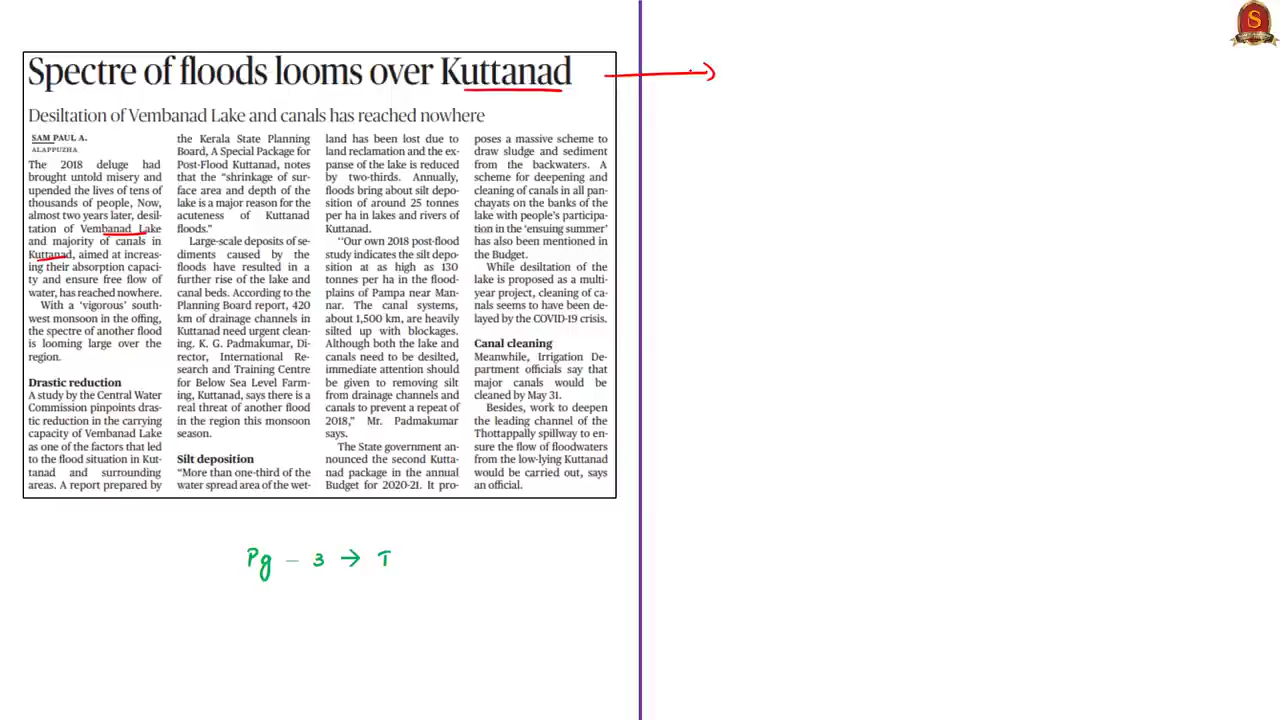 S
Spectre of floods looms over Kuttanad
Desiltation of Vembanad Lake and canals has reached nowhere
SAM PAUL A.
ALAPPUZHA
The 2018 deluge had
brought untold misery and
upended the lives of tens of
thousands of people, Now,
almost two years later, desil-
tation of Vembanad Lake
and majority of canals in
Kuttanad, aimed at increas-
ing their absorption capaci-
ty and ensure free flow of
water, has reached nowhere.
With a ‘vigorous’ south-
west monsoon in the offing,
the spectre of another flood
is looming large over the
region.
Drastic reduction
A study by the Central Water
Commission pinpoints dras-
tic reduction in the carrying
capacity of Vembanad Lake
as one of the factors that led
to the flood situation in Kut-
tanad and surrounding
areas. A report prepared by
the Kerala State Planning
Board, A Special Package for
Post-Flood Kuttanad, notes
that the “shrinkage of sur-
face area and depth of the
lake is a major reason for the
acuteness of Kuttanad
floods.”
Large-scale deposits of se-
diments caused by the
floods have resulted in a
further rise of the lake and
canal beds. According to the
Planning Board report, 420
km of drainage channels in
Kuttanad need urgent clean-
ing. K. G. Padmakumar, Di-
rector, International Re-
search and Training Centre
for Below Sea Level Farm-
ing, Kuttanad, says there is a
real threat of another flood
in the region this monsoon
season.
Silt deposition
“More than one-third of the
water spread area of the wet-
land has been lost due to
land reclamation and the ex-
panse of the lake is reduced
by two-thirds. Annually,
floods bring about silt depo-
sition of around 25 tonnes
per ha in lakes and rivers of
Kuttanad.
“Our own 2018 post-flood
study indicates the silt depo-
sition at as high as 130
tonnes per ha in the flood-
plains of Pampa near Man-
nar. The canal systems,
about 1,500 km, are heavily
silted up with blockages.
Although both the lake and
canals need to be desilted,
immediate attention should
be given to removing silt
from drainage channels and
canals to prevent a repeat of
2018,” Mr. Padmakumar
says.
The State government an-
nounced the second Kutta-
nad package in the annual
Budget for 2020-21. It pro-
poses a massive scheme to
draw sludge and sediment
from the backwaters. A
scheme for deepening and
cleaning of canals in all pan-
chayats on the banks of the
lake with people’s participa-
tion in the ‘ensuing summer’
has also been mentioned in
the Budget.
While desiltation of the
lake is proposed as a multi-
year project, cleaning of ca-
nals seems to have been de-
layed by the COVID-19 crisis.
Canal cleaning
Meanwhile, Irrigation De-
partment officials say that
major canals would be
cleaned by May 31.
Besides, work to deepen
the leading channel of the
Thottappally spillway to en-
sure the flow of floodwaters
from the low-lying Kuttanad
would be carried out, says
an official.
Pg – 3 → T